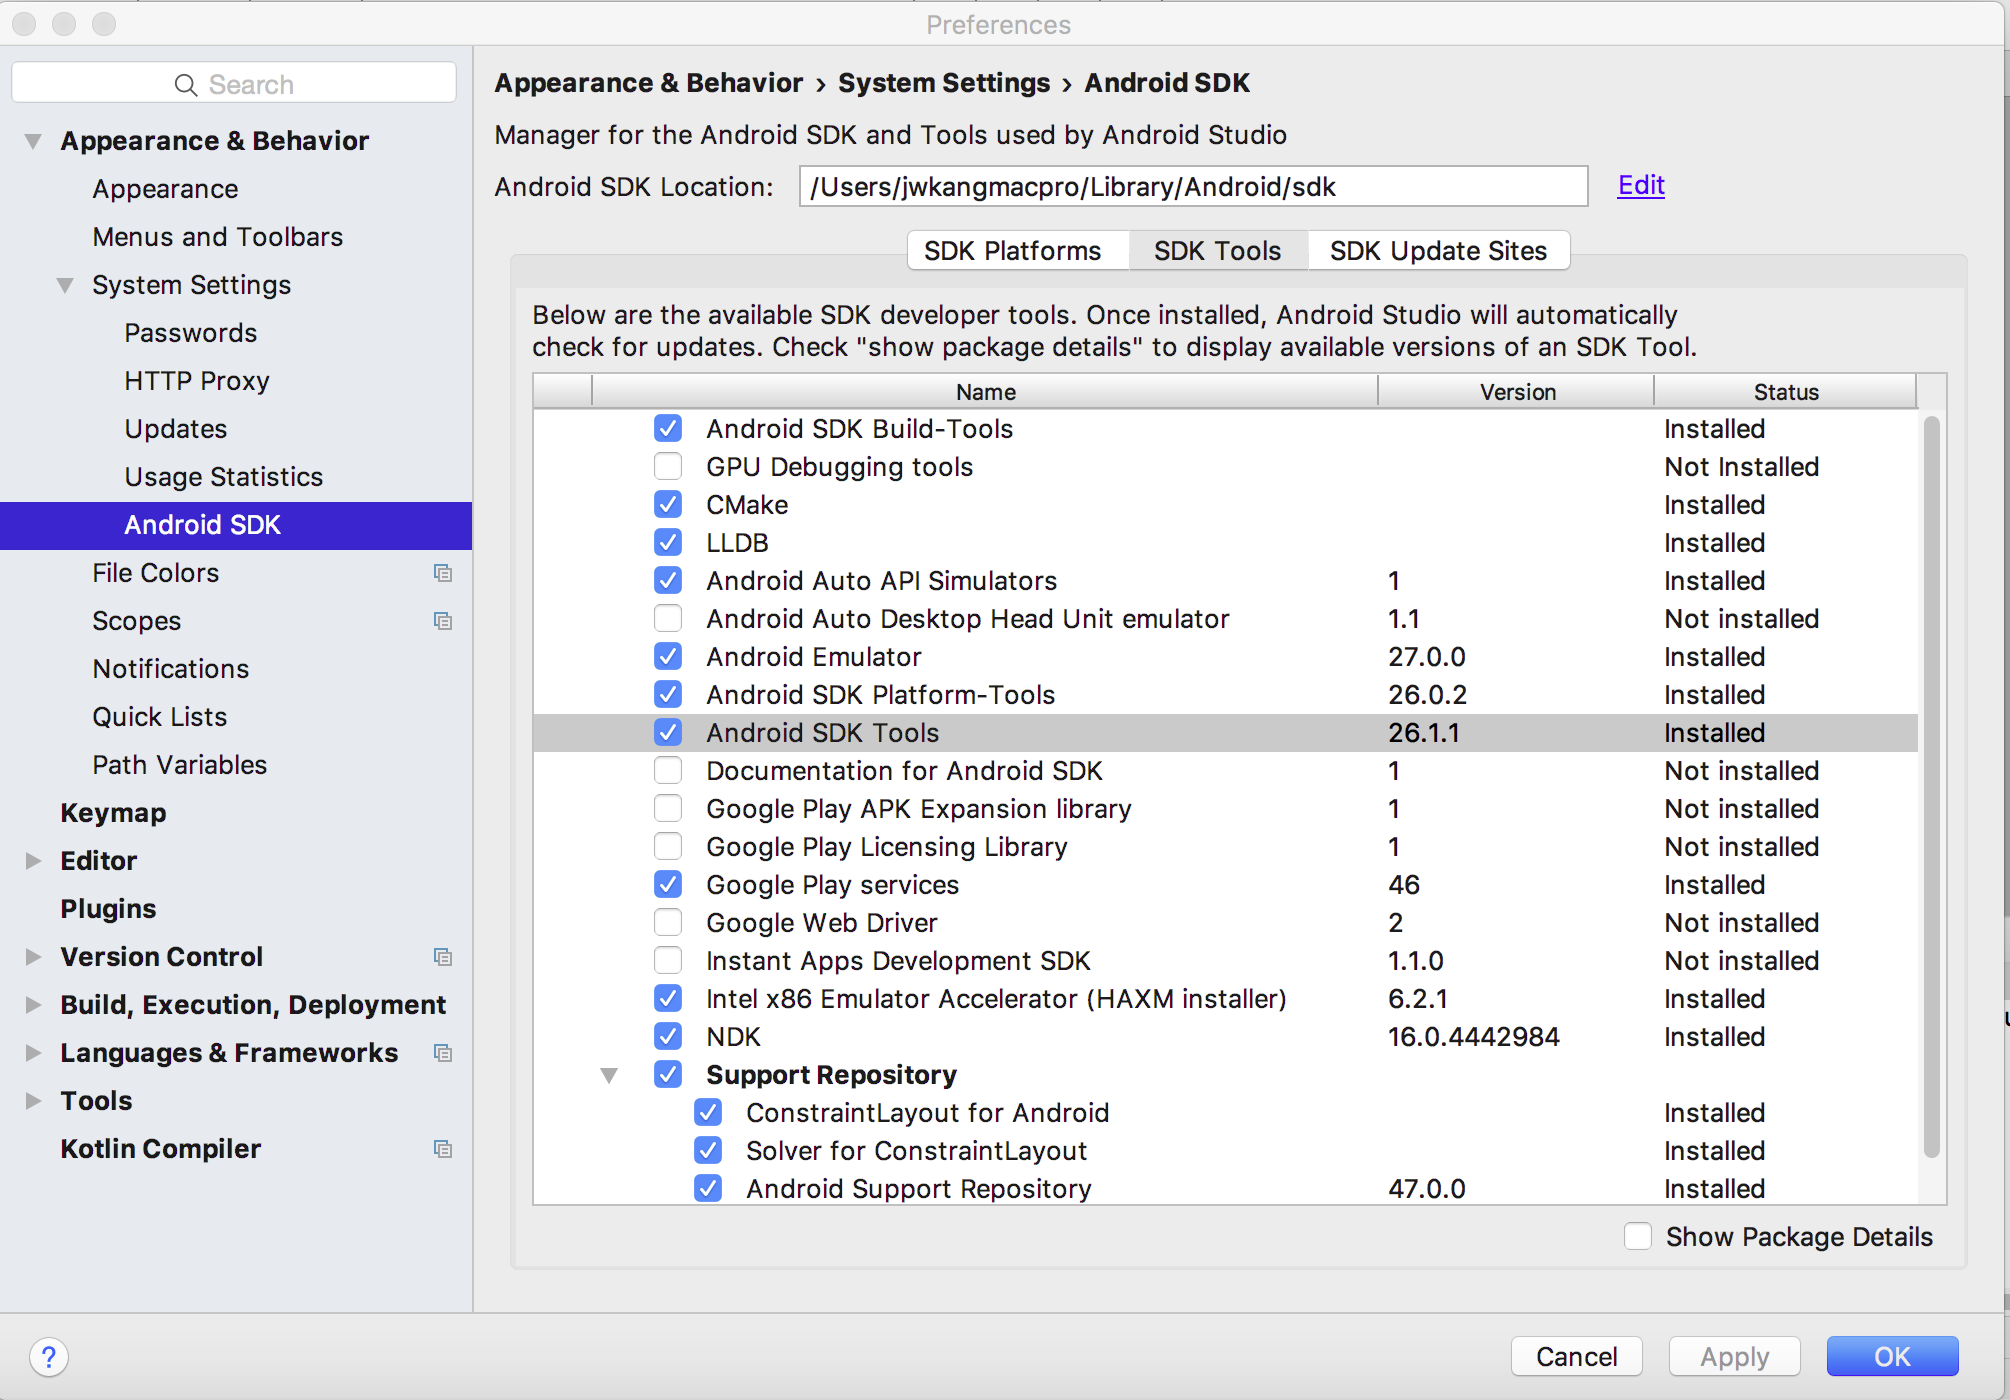 Preferences
Search
Appearance & Behavior
Appearance
Menus and Toolbars
System Settings
Passwords
HTTP Proxy
Updates
Usage Statistics
Android SDK
File Colors
Scopes
Notifications
Quick Lists
Path Variables
Keymap
Editor
Plugins
Version Control
Build, Execution, Deployment
Languages & Frameworks
Tools
Kotlin Compiler
Appearance & Behavior › System Settings › Android SDK
Manager for the Android SDK and Tools used by Android Studio
Android SDK Location: /Users/jwkangmacpro/Library/Android/sdk Edit
SDK Platforms SDK Tools SDK Update Sites
Below are the available SDK developer tools. Once installed, Android Studio will automatically
check for updates. Check "show package details" to display available versions of an SDK Tool.
Name Version Status
Android SDK Build-Tools Installed
GPU Debugging tools Not Installed
CMake Installed
LLDB Installed
Android Auto API Simulators 1 Installed
Android Auto Desktop Head Unit emulator 1.1 Not installed
Android Emulator 27.0.0 Installed
Android SDK Platform-Tools 26.0.2 Installed
Android SDK Tools 26.1.1 Installed
Documentation for Android SDK 1 Not installed
Google Play APK Expansion library 1 Not installed
Google Play Licensing Library 1 Not installed
Google Play services 46 Installed
Google Web Driver 2 Not installed
Instant Apps Development SDK 1.1.0 Not installed
Intel x86 Emulator Accelerator (HAXM installer) 6.2.1 Installed
NDK 16.0.4442984 Installed
Support Repository
ConstraintLayout for Android Installed
Solver for ConstraintLayout Installed
Android Support Repository 47.0.0 Installed
Show Package Details
? Cancel Apply OK